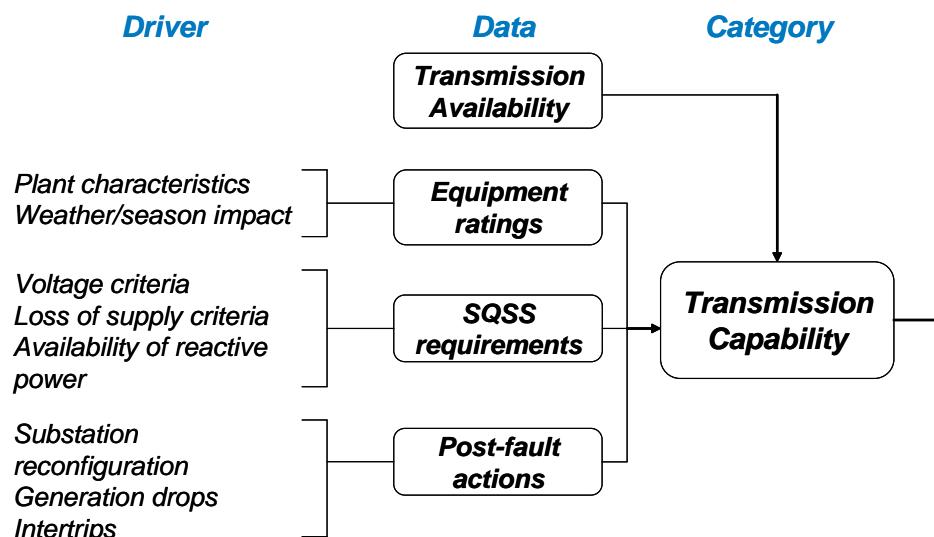 Driver
Data
Category
Transmission
Availability
Plant characteristics
Weather/season impact
Equipment
ratings
Voltage criteria
Loss of supply criteria
Availability of reactive
power
SQSS
requirements
Transmission
Capability
Substation
reconfiguration
Generation drops
Intertrips
Post-fault
actions